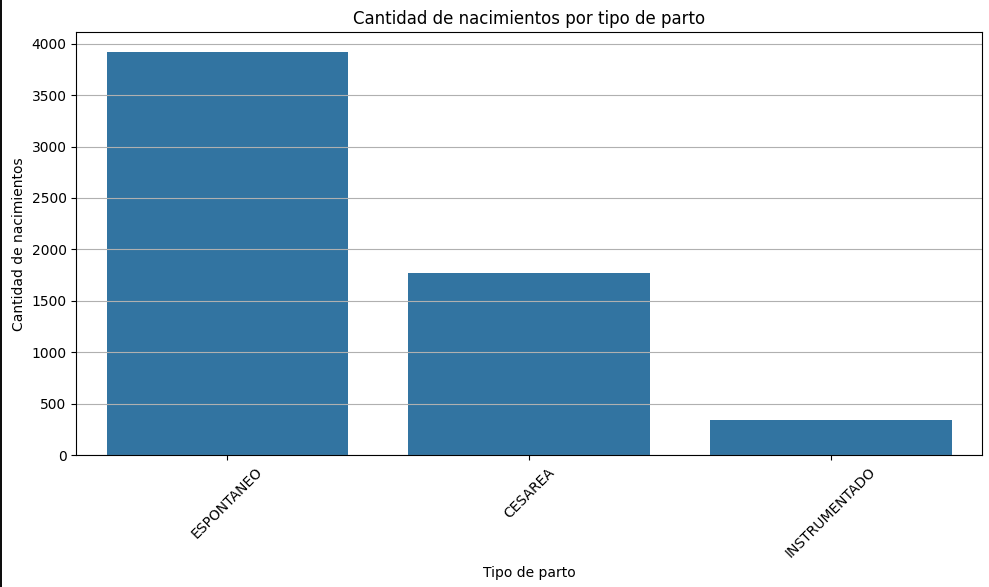 Cantidad de nacimientos por tipo de parto
Cantidad de nacimientos
4000
3500
3000
2500
2000
1500
1000
500
0
ESPONTANEO
CESAREA
INSTRUMENTADO
Tipo de parto